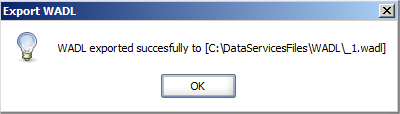 Export WADL
WADL exported succesfully to [C:\DataServicesFiles\WADL\_1.wadl]
OK